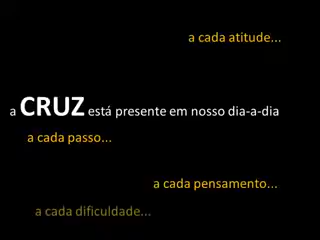 a cada atitude...
a CRUZ está presente em nosso dia-a-dia
a cada passo...
a cada pensamento...
a cada dificuldade...